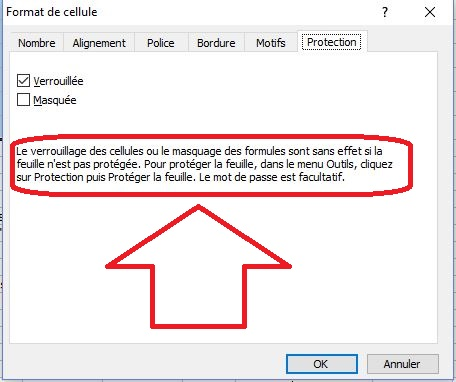 Format de cellule ? ×
Nombre Alignement Police Bordure Motifs Protection
Verrouillée
Masquée
Le verrouillage des cellules ou le masquage des formules sont sans effet si la
feuille n'est pas protégée. Pour protéger la feuille, dans le menu Outils, cliquez
sur Protection puis Protéger la feuille. Le mot de passe est facultatif.
OK Annuler